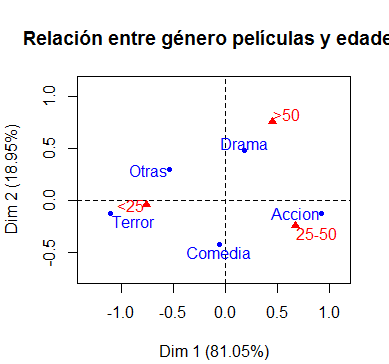 Relación entre género películas y edade
Dim 2 (18.95%)
1.0
0.5
0.0
-0.5
>50
Drama
Otras
<25
Terror
Accion
25-50
Comedia
-1.0 -0.5 0.0 0.5 1.0
Dim 1 (81.05%)